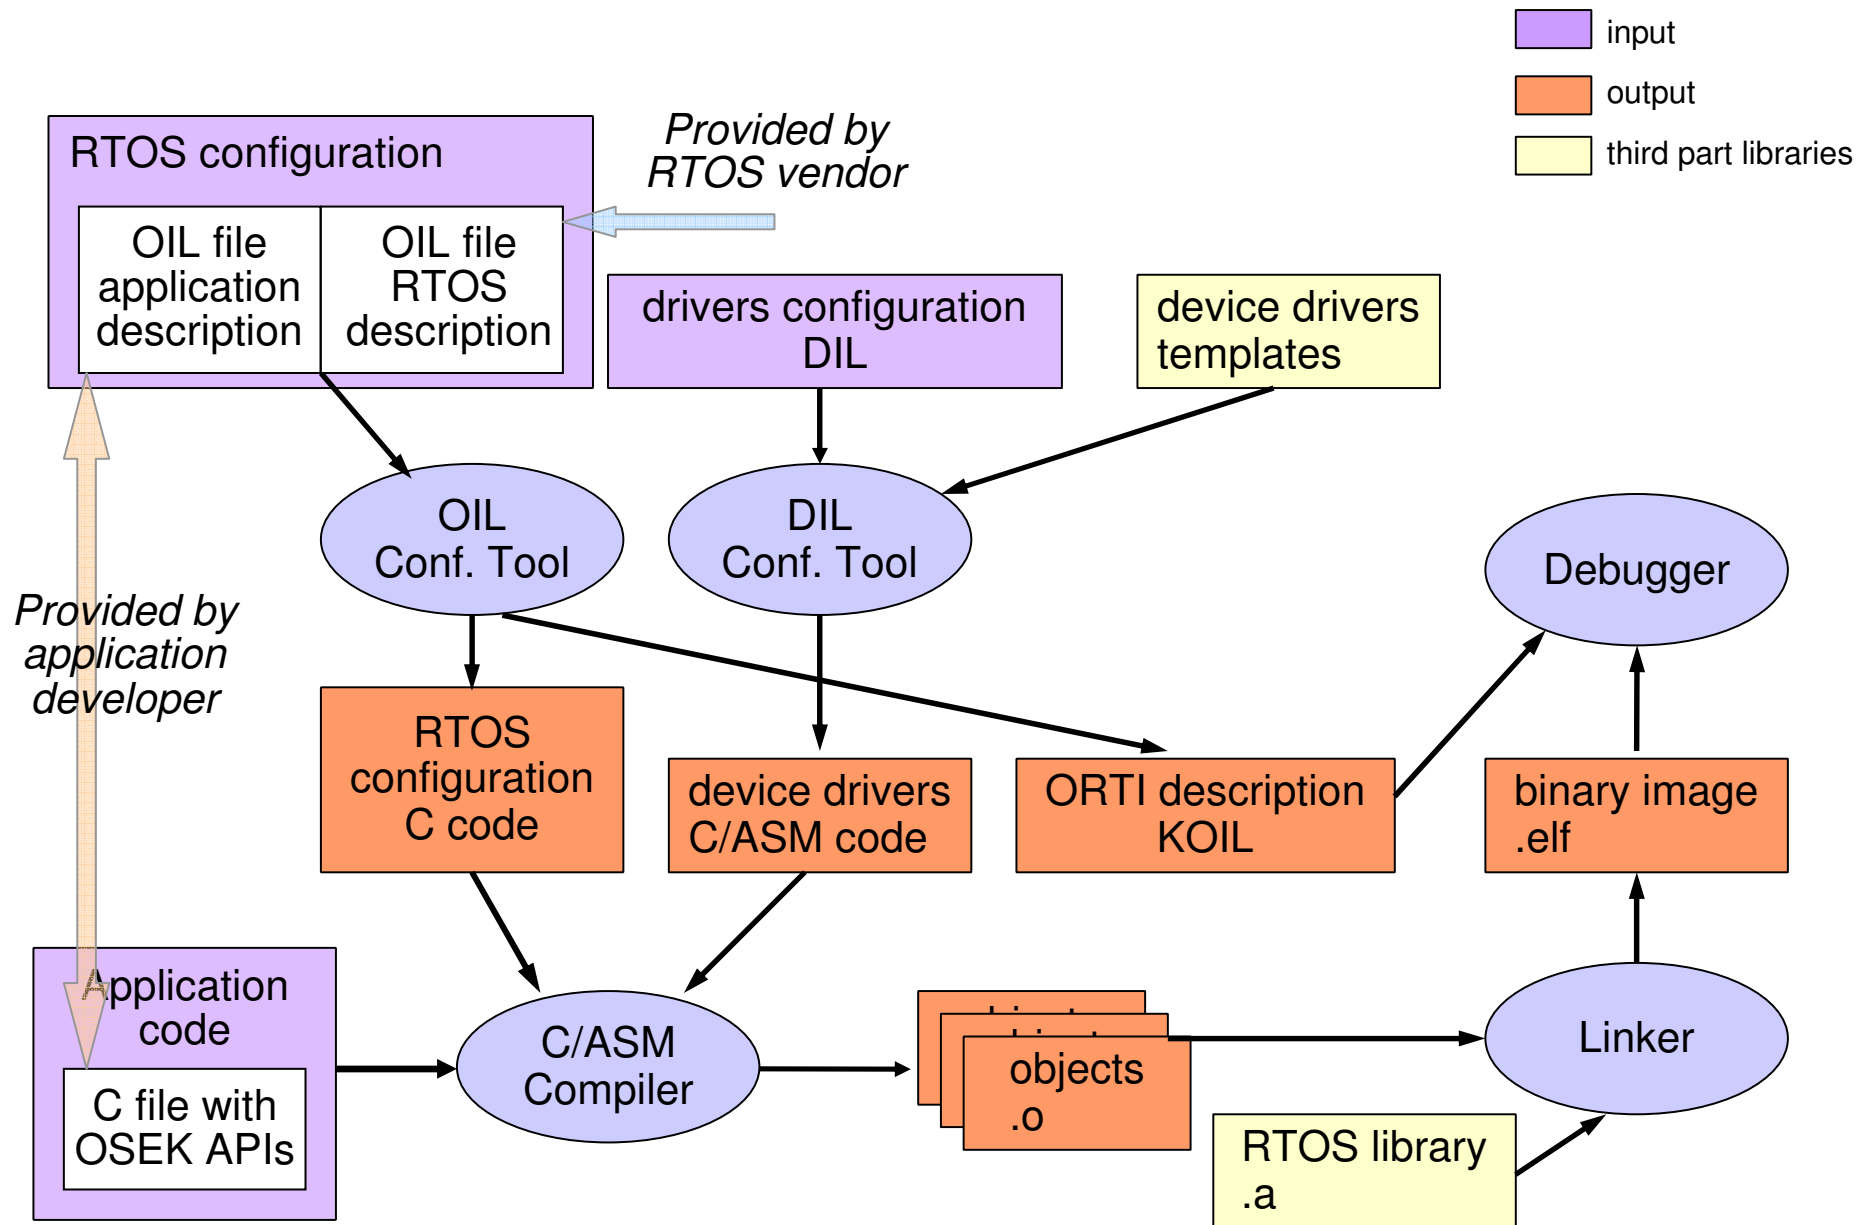 input
output
third part libraries
RTOS configuration
Provided by
RTOS vendor
OIL file
application
description
OIL file
RTOS
description
drivers configuration
DIL
device drivers
templates
OIL
Conf. Tool
DIL
Conf. Tool
Debugger
Provided by
application
developer
RTOS
configuration
C code
device drivers
C/ASM code
ORTI description
KOIL
binary image
.elf
Application
code
C file with
OSEK APIs
C/ASM
Compiler
objects
.o
Linker
RTOS library
.a